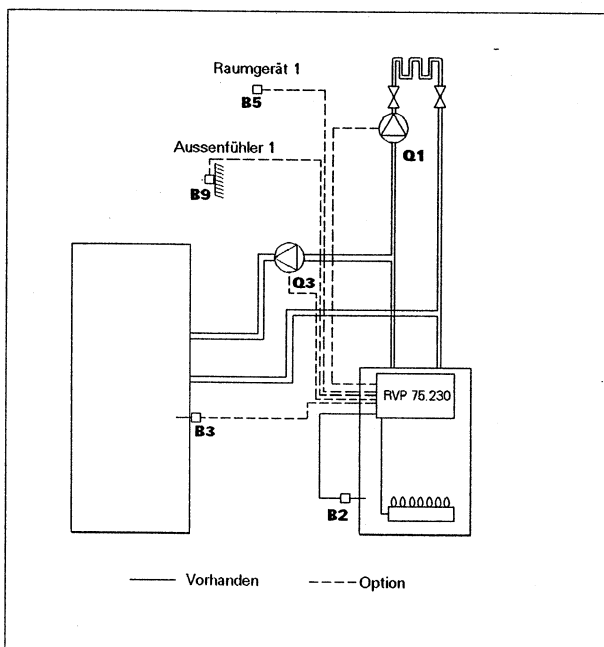 Raumgerät 1
B5
Q1
Aussenfühler 1
B9
Q3
RVP 75.230
B3
B2
Vorhanden
Option